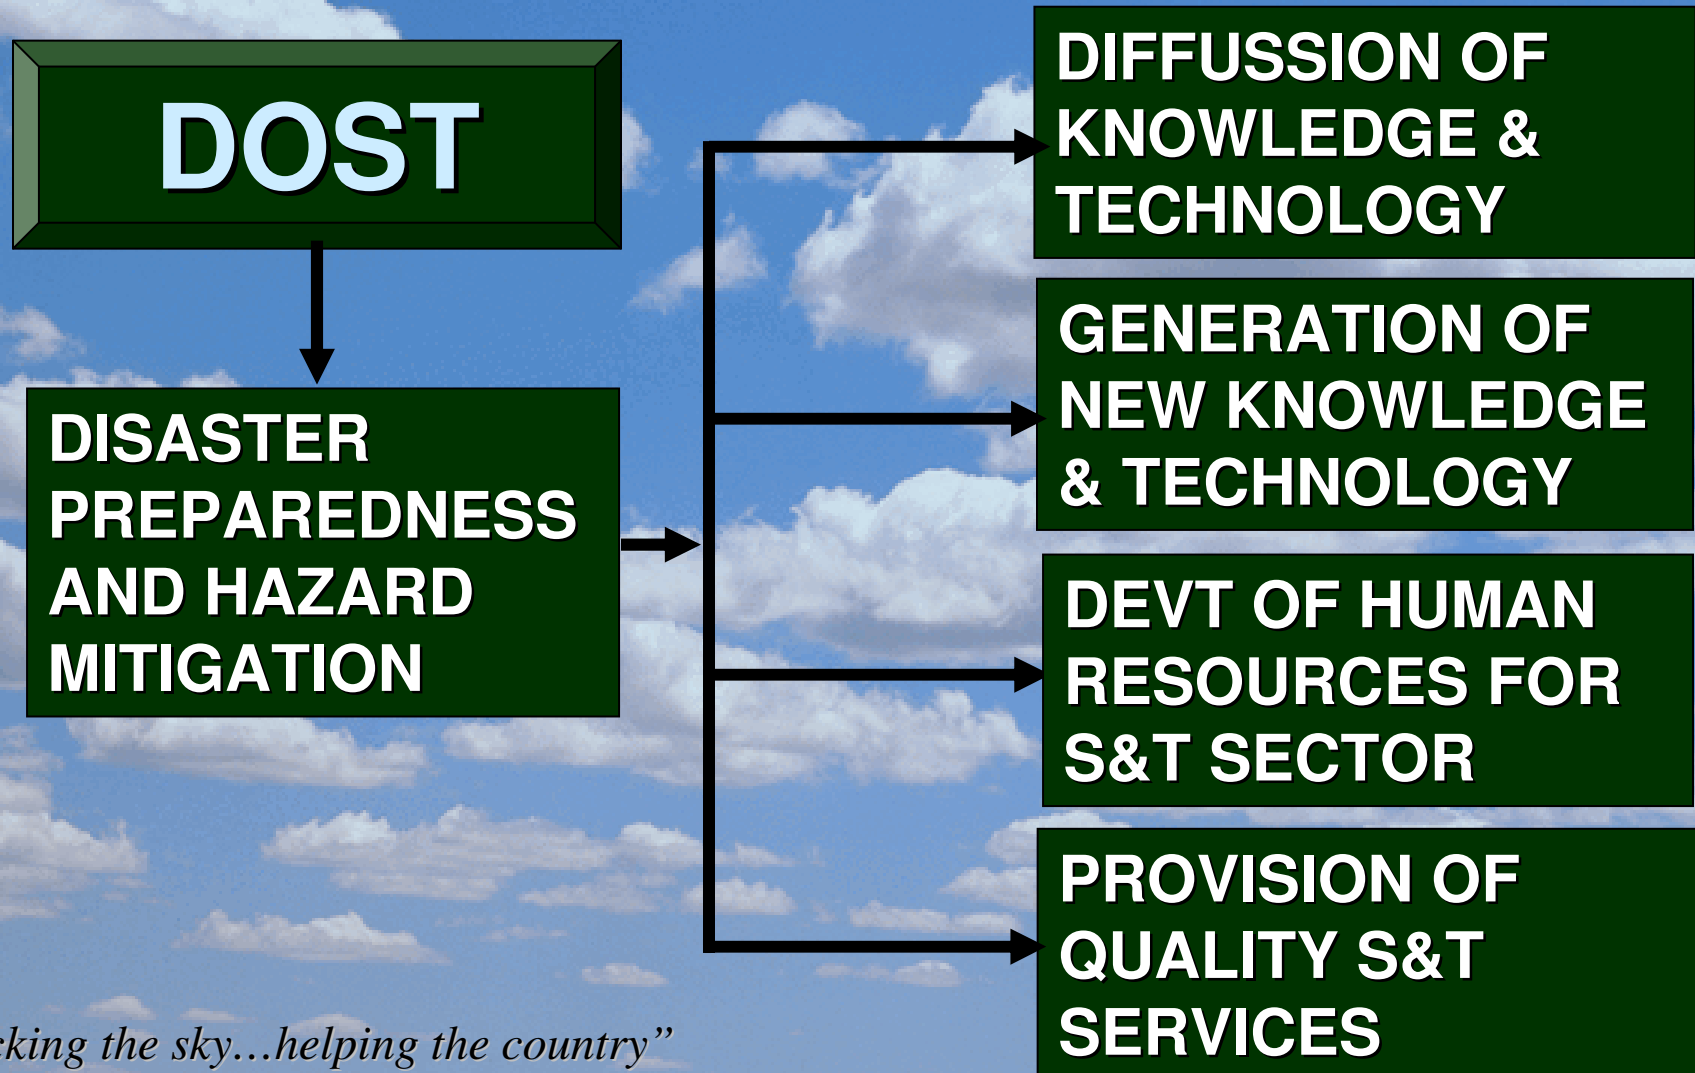 DOST
DISASTER
PREPAREDNESS
AND HAZARD
MITIGATION
DIFFUSSION OF
KNOWLEDGE &
TECHNOLOGY
GENERATION OF
NEW KNOWLEDGE
& TECHNOLOGY
DEVT OF HUMAN
RESOURCES FOR
S&T SECTOR
PROVISION OF
QUALITY S&T
SERVICES
the sky…helping the country”